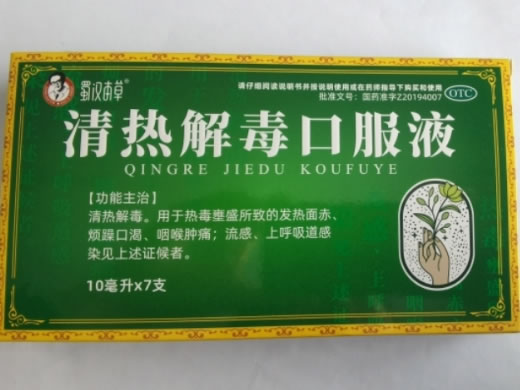 蜀汉本草®
请仔细阅读说明书并按说明使用或在药师指导下购买和使用
批准文号：国药准字Z20194007
OTC
清热解毒口服液
QINGRE JIEDU KOUFUYE
【功能主治】
清热解毒。用于热毒壅盛所致的发热面赤、
烦躁口渴、咽喉肿痛；流感、上呼吸道感
染见上述证候者。
10毫升x7支